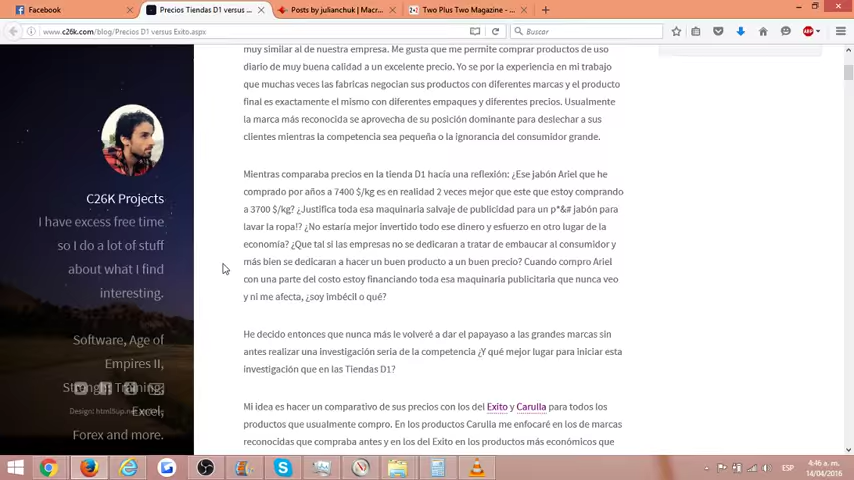 Facebook
Precios Tiendas D1 versus ...
Posts by julianchuk | Macr...
Two Plus Two Magazine - ...
www.c26k.com/blog/Precios D1 versus Exito.aspx
Buscar
ABP
muy similar al de nuestra empresa. Me gusta que me permite comprar productos de uso
diario de muy buena calidad a un excelente precio. Yo se por la experiencia en mi trabajo
que muchas veces las fabricas negocian sus productos con diferentes marcas y el producto
final es exactamente el mismo con diferentes empaques y diferentes precios. Usualmente
la marca más reconocida se aprovecha de su posición dominante para deslechar a sus
clientes mientras la competencia sea pequeña o la ignorancia del consumidor grande.
Mientras comparaba precios en la tienda D1 hacía una reflexión: ¿Ese jabón Ariel que he
comprado por años a 7400 $/kg es en realidad 2 veces mejor que este que estoy comprando
a 3700 $/kg? ¿Justifica toda esa maquinaria salvaje de publicidad para un p*&# jabón para
lavar la ropa!? ¿No estaría mejor invertido todo ese dinero y esfuerzo en otro lugar de la
economía? ¿Que tal si las empresas no se dedicaran a tratar de embaucar al consumidor y
más bien se dedicaran a hacer un buen producto a un buen precio? Cuando compro Ariel
con una parte del costo estoy financiando toda esa maquinaria publicitaria que nunca veo
y ni me afecta, ¿soy imbécil o qué?
He decido entonces que nunca más le volveré a dar el papayaso a las grandes marcas sin
antes realizar una investigación seria de la competencia ¿Y qué mejor lugar para iniciar esta
investigación que en las Tiendas D1?
Mi idea es hacer un comparativo de sus precios con los del Exito y Carulla para todos los
productos que usualmente compro. En los productos Carulla me enfocaré en los de marcas
reconocidas que compraba antes y en los del Exito en los productos más económicos que
C26K Projects
I have excess free time
so I do a lot of stuff
about what I find
interesting.
Software, Age of
Empires II,
Strength Training,
Excel,
Forex and more.
Design: html5up.net
ESP
4:46 a. m.
14/04/2016